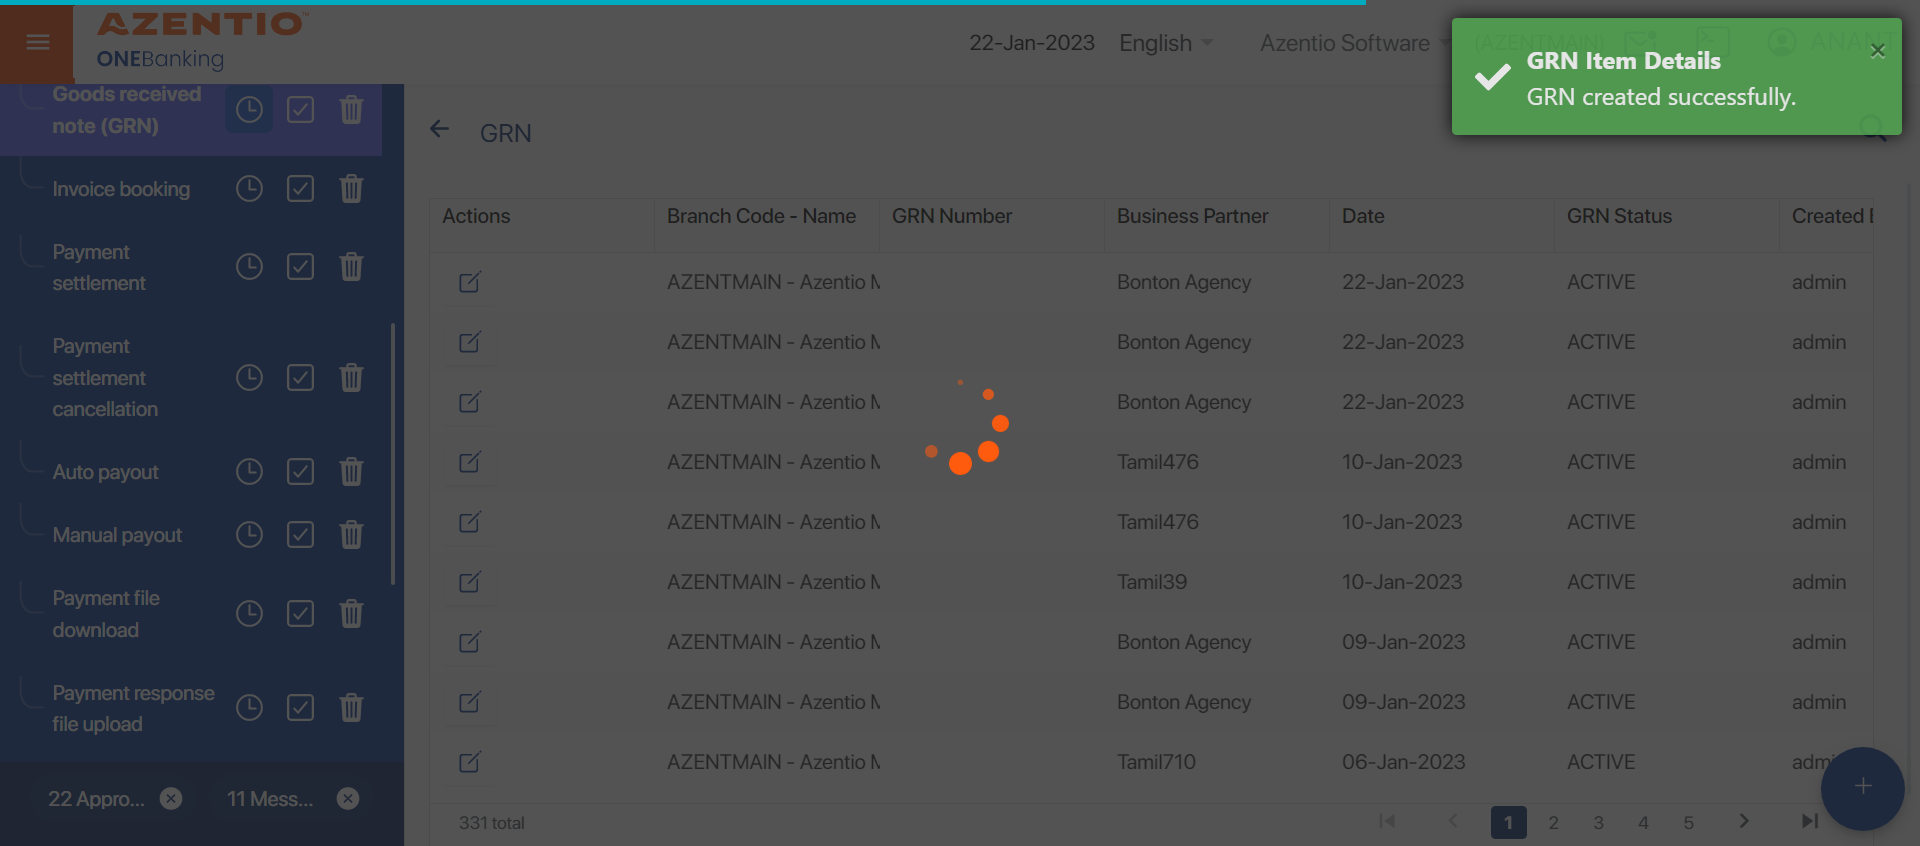 AZENTIO
ONEBanking
22-Jan-2023 English Azentio Software (AZENTMAIN)
GRN Item Details
GRN created successfully.
Goods received
note (GRN)
Invoice booking
Payment
settlement
Payment
settlement
cancellation
Auto payout
Manual payout
Payment file
download
Payment response
file upload
22 Appro...
11 Mess...
GRN
Actions Branch Code - Name GRN Number Business Partner Date GRN Status Created
AZENTMAIN - Azentio Bonton Agency 22-Jan-2023 ACTIVE admin
AZENTMAIN - Azentio Bonton Agency 22-Jan-2023 ACTIVE admin
AZENTMAIN - Azentio Bonton Agency 22-Jan-2023 ACTIVE admin
AZENTMAIN - Azentio Tamil476 10-Jan-2023 ACTIVE admin
AZENTMAIN - Azentio Tamil476 10-Jan-2023 ACTIVE admin
AZENTMAIN - Azentio Tamil39 10-Jan-2023 ACTIVE admin
AZENTMAIN - Azentio Bonton Agency 09-Jan-2023 ACTIVE admin
AZENTMAIN - Azentio Bonton Agency 09-Jan-2023 ACTIVE admin
AZENTMAIN - Azentio Tamil710 06-Jan-2023 ACTIVE
331 total
1 2 3 4 5